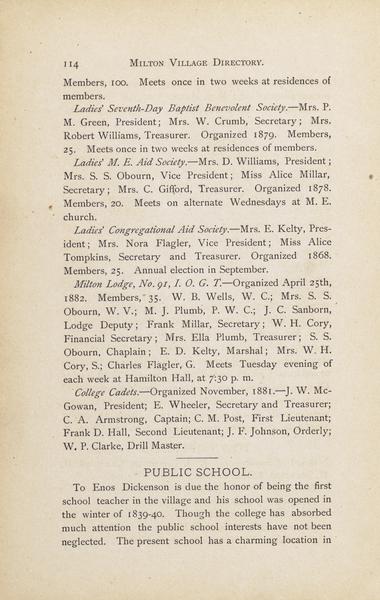 114 MILTON VILLAGE DIRECTORY.
Members, 100. Meets once in two weeks at residences of
members.
Ladies' Seventh-Day Baptist Benevolent Society.—Mrs. P.
M. Green, President; Mrs. W. Crumb, Secretary; Mrs.
Robert Williams, Treasurer. Organized 1879. Members,
25. Meets once in two weeks at residences of members.
Ladies' M. E. Aid Society.—Mrs. D. Williams, President;
Mrs. S. S. Obourn, Vice President; Miss Alice Millar,
Secretary; Mrs. C. Gifford, Treasurer. Organized 1878.
Members, 20. Meets on alternate Wednesdays at M. E.
church.
Ladies' Congregational Aid Society.—Mrs. E. Kelty, Pres-
ident; Mrs. Nora Flagler, Vice President; Miss Alice
Tompkins, Secretary and Treasurer. Organized 1868.
Members, 25. Annual election in September.
Milton Lodge, No. 91, I. O. G. T.—Organized April 25th,
1882. Members, 35. W. B. Wells, W. C.; Mrs. S. S.
Obourn, W. V.; M. J. Plumb, P. W. C.; J. C. Sanborn,
Lodge Deputy; Frank Millar, Secretary; W. H. Cory,
Financial Secretary; Mrs. Ella Plumb, Treasurer; S. S.
Obourn, Chaplain; E. D. Kelty, Marshal; Mrs. W. H.
Cory, S.; Charles Flagler, G. Meets Tuesday evening of
each week at Hamilton Hall, at 7:30 p. m.
College Cadets.—Organized November, 1881.—J. W. Mc-
Gowan, President; E. Wheeler, Secretary and Treasurer;
C. A. Armstrong, Captain; C. M. Post, First Lieutenant;
Frank D. Hall, Second Lieutenant; J. F. Johnson, Orderly;
W. P. Clarke, Drill Master.
PUBLIC SCHOOL.
To Enos Dickenson is due the honor of being the first
school teacher in the village and his school was opened in
the winter of 1839-40. Though the college has absorbed
much attention the public school interests have not been
neglected. The present school has a charming location in